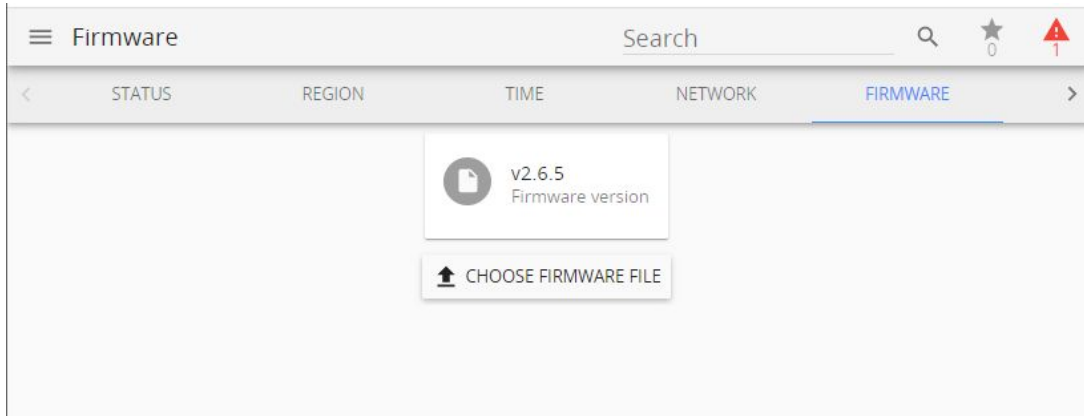 Firmware
Search
0
1
STATUS REGION TIME NETWORK FIRMWARE
v2.6.5
Firmware version
CHOOSE FIRMWARE FILE